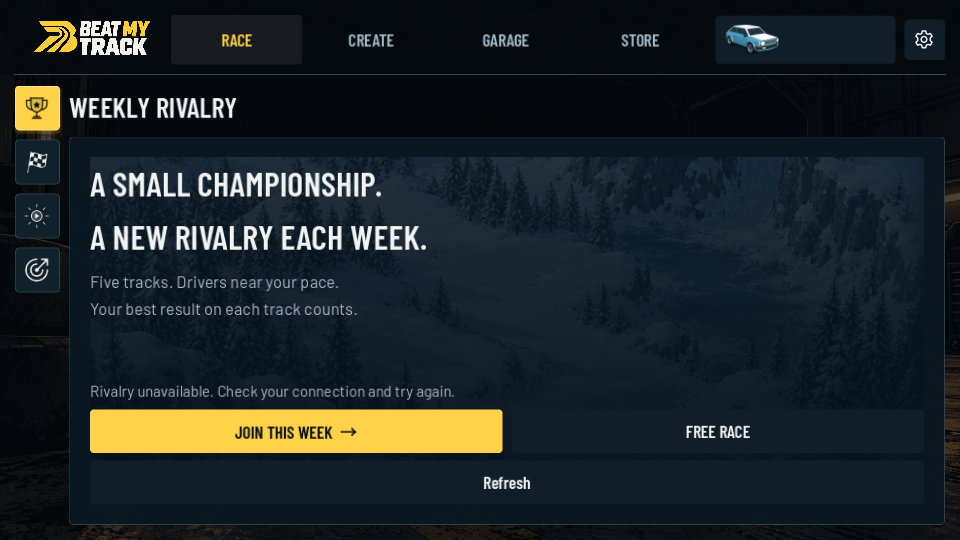 BEAT MY
TRACK
RACE
CREATE
GARAGE
STORE
WEEKLY RIVALRY
A SMALL CHAMPIONSHIP.
A NEW RIVALRY EACH WEEK.
Five tracks. Drivers near your pace.
Your best result on each track counts.
Rivalry unavailable. Check your connection and try again.
JOIN THIS WEEK →
FREE RACE
Refresh